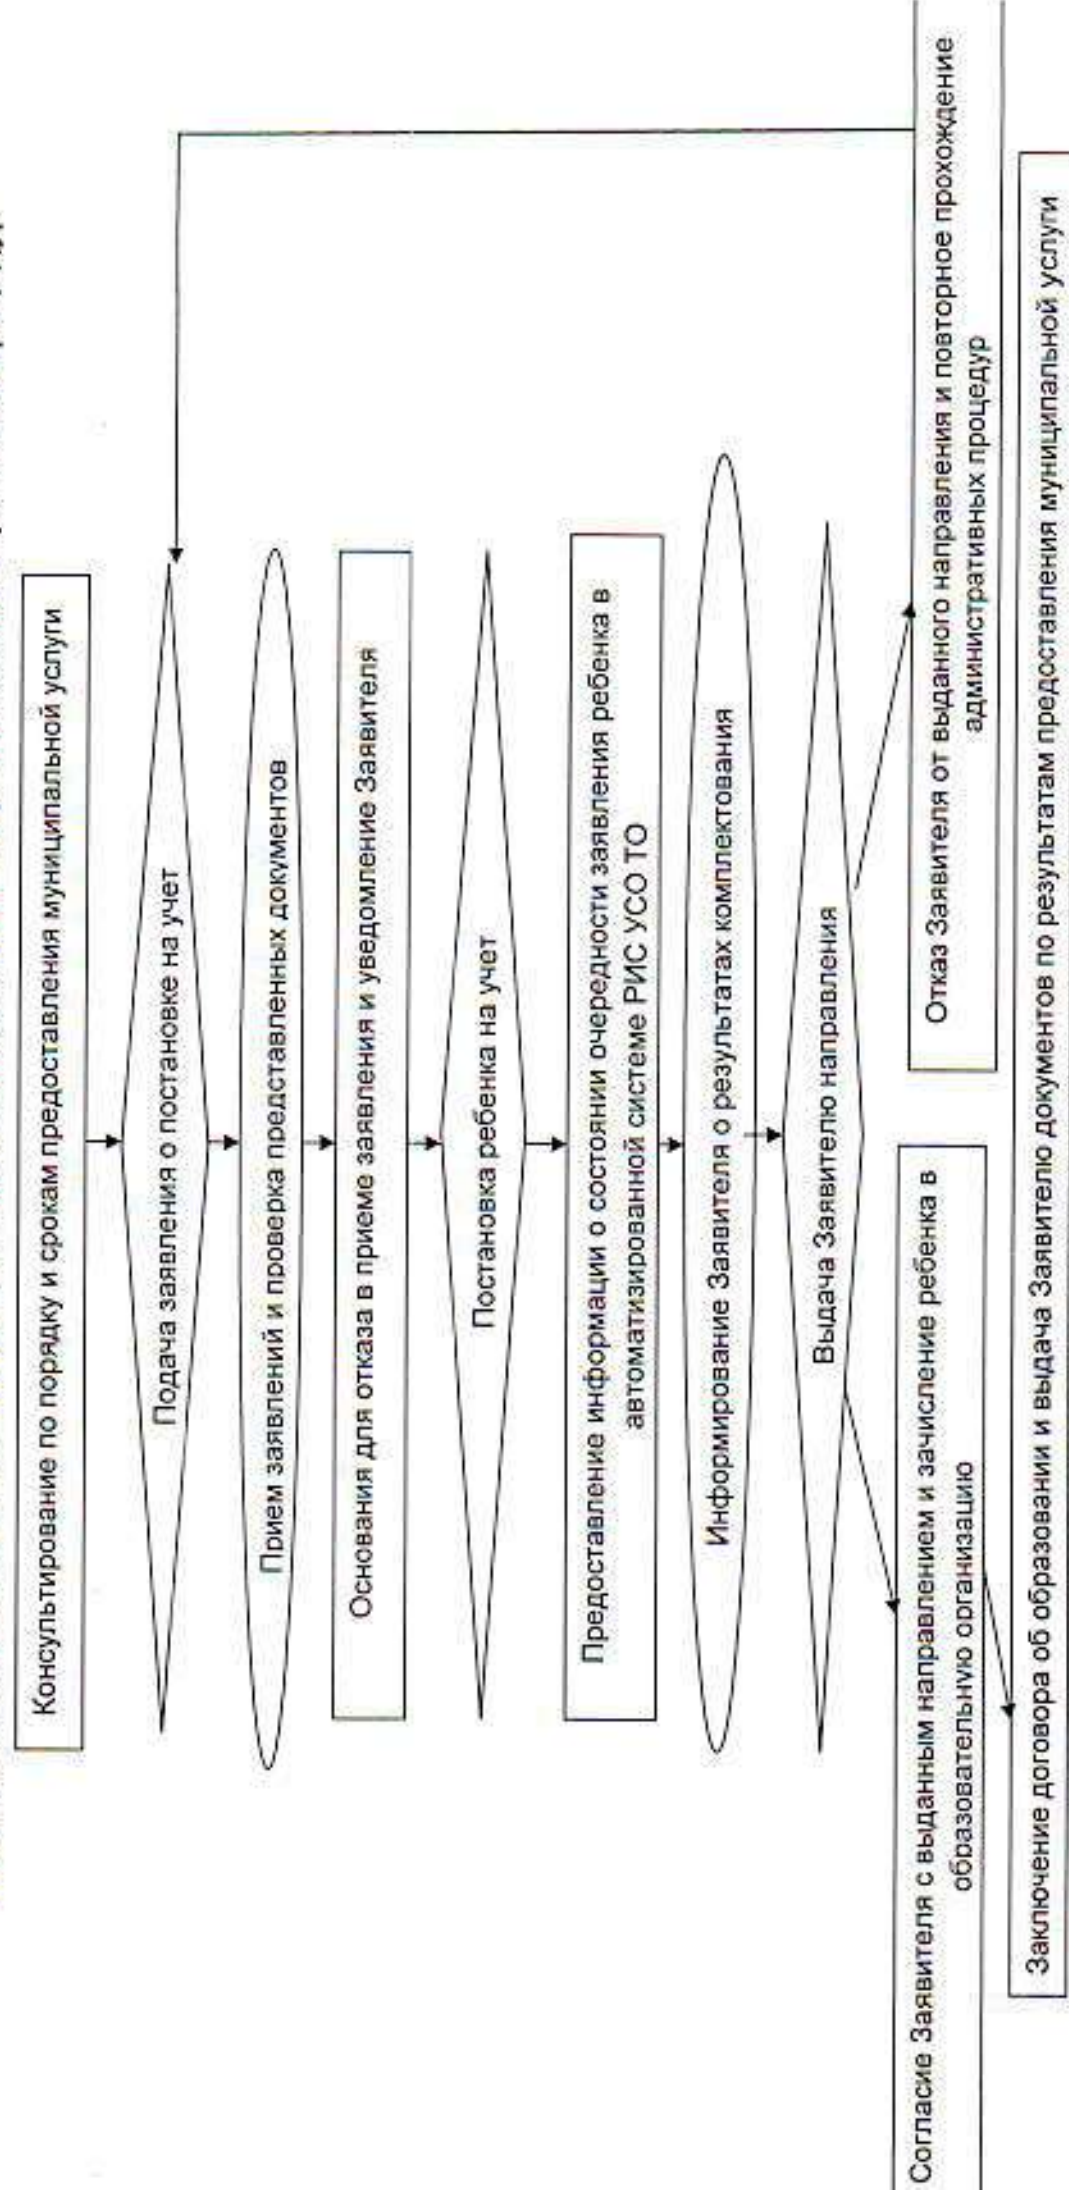 Консультирование по порядку и срокам предоставления муниципальной услуги
Подача заявления о постановке на учет
Прием заявлений и проверка представленных документов
Основания для отказа в приеме заявления и уведомление Заявителя
Постановка ребенка на учет
Предоставление информации о состоянии очередности заявления ребенка в
автоматизированной системе РИС УСО ТО
Информирование Заявителя о результатах комплектования
Выдача Заявителю направления
Согласие Заявителя с выданным направлением и зачисление ребенка в
образовательную организацию
Отказ Заявителя от выданного направления и повторное прохождение
административных процедур
Заключение договора об образовании и выдача Заявителю документов по результатам предоставления муниципальной услуги